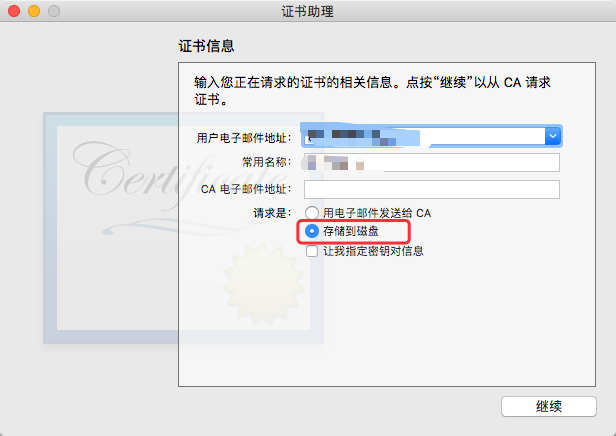 证书助理
证书信息
输入您正在请求的证书的相关信息。点按“继续”以从 CA 请求
证书。
用户电子邮件地址：
常用名称：
CA 电子邮件地址：
请求是：
用电子邮件发送给 CA
存储到磁盘
让我指定密钥对信息
Certificate
继续